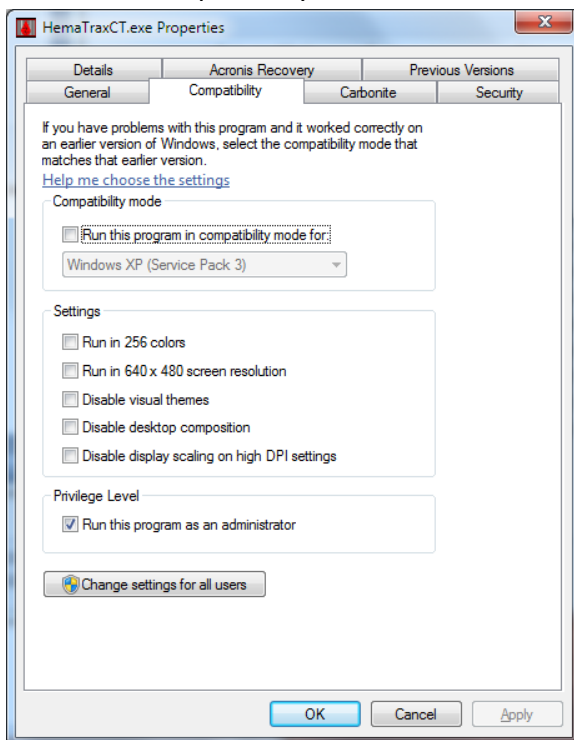 HemaTraxCT.exe Properties
Details Acronis Recovery Previous Versions
General Compatibility Carbonite Security
If you have problems with this program and it worked correctly on
an earlier version of Windows, select the compatibility mode that
matches that earlier version.
Help me choose the settings
Compatibility mode
Run this program in compatibility mode for:
Windows XP (Service Pack 3)
Settings
Run in 256 colors
Run in 640 x 480 screen resolution
Disable visual themes
Disable desktop composition
Disable display scaling on high DPI settings
Privilege Level
Run this program as an administrator
Change settings for all users
OK Cancel Apply